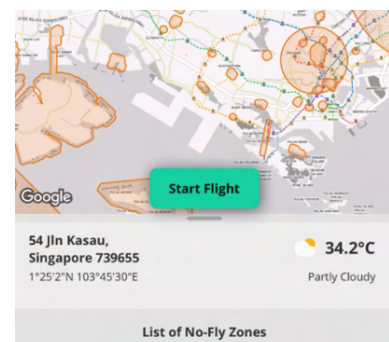 Google
Start Flight
54 Jln Kasau,
Singapore 739655
1°25'2"N 103°45'30"E
34.2°C
Partly Cloudy
List of No-Fly Zones